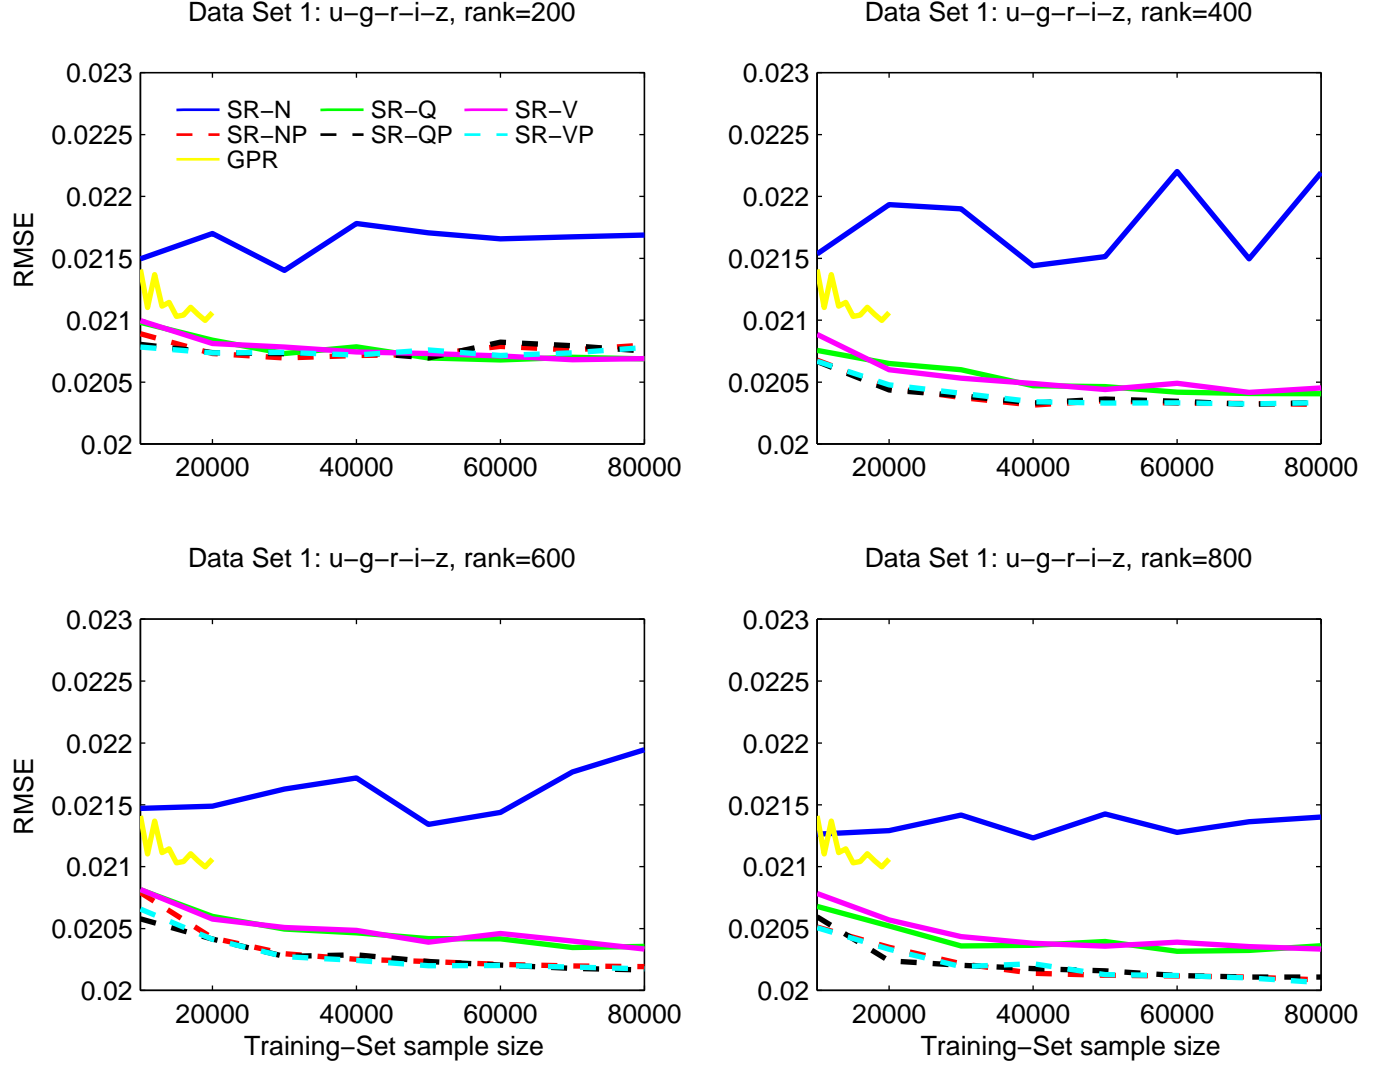 Data Set 1: u−g−r−i−z, rank=200
0.023
0.0225
0.022
0.0215
0.021
0.0205
0.02
RMSE
SR−N SR−Q SR−V
SR−NP SR−QP SR−VP
GPR
20000 40000 60000 80000
Data Set 1: u−g−r−i−z, rank=400
0.023
0.0225
0.022
0.0215
0.021
0.0205
0.02
20000 40000 60000 80000
Data Set 1: u−g−r−i−z, rank=600
0.023
0.0225
0.022
0.0215
0.021
0.0205
0.02
RMSE
20000 40000 60000 80000
Training−Set sample size
Data Set 1: u−g−r−i−z, rank=800
0.023
0.0225
0.022
0.0215
0.021
0.0205
0.02
20000 40000 60000 80000
Training−Set sample size